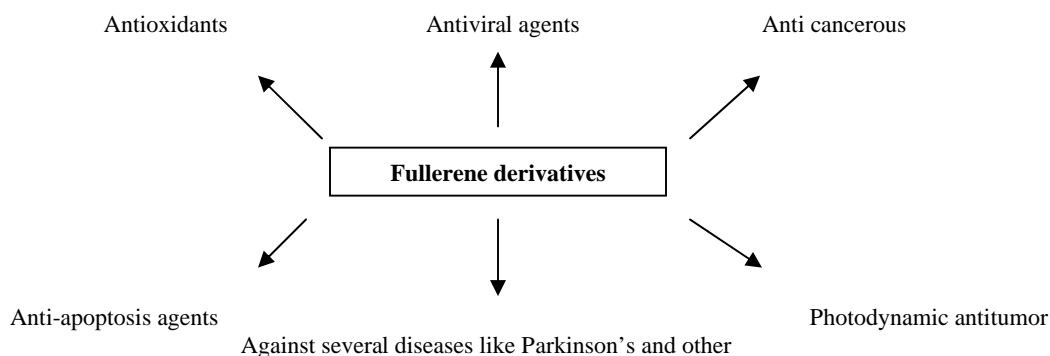 Antioxidants
Antiviral agents
Anti cancerous
Fullerene derivatives
Anti-apoptosis agents
Against several diseases like Parkinson’s and other
Photodynamic antitumor